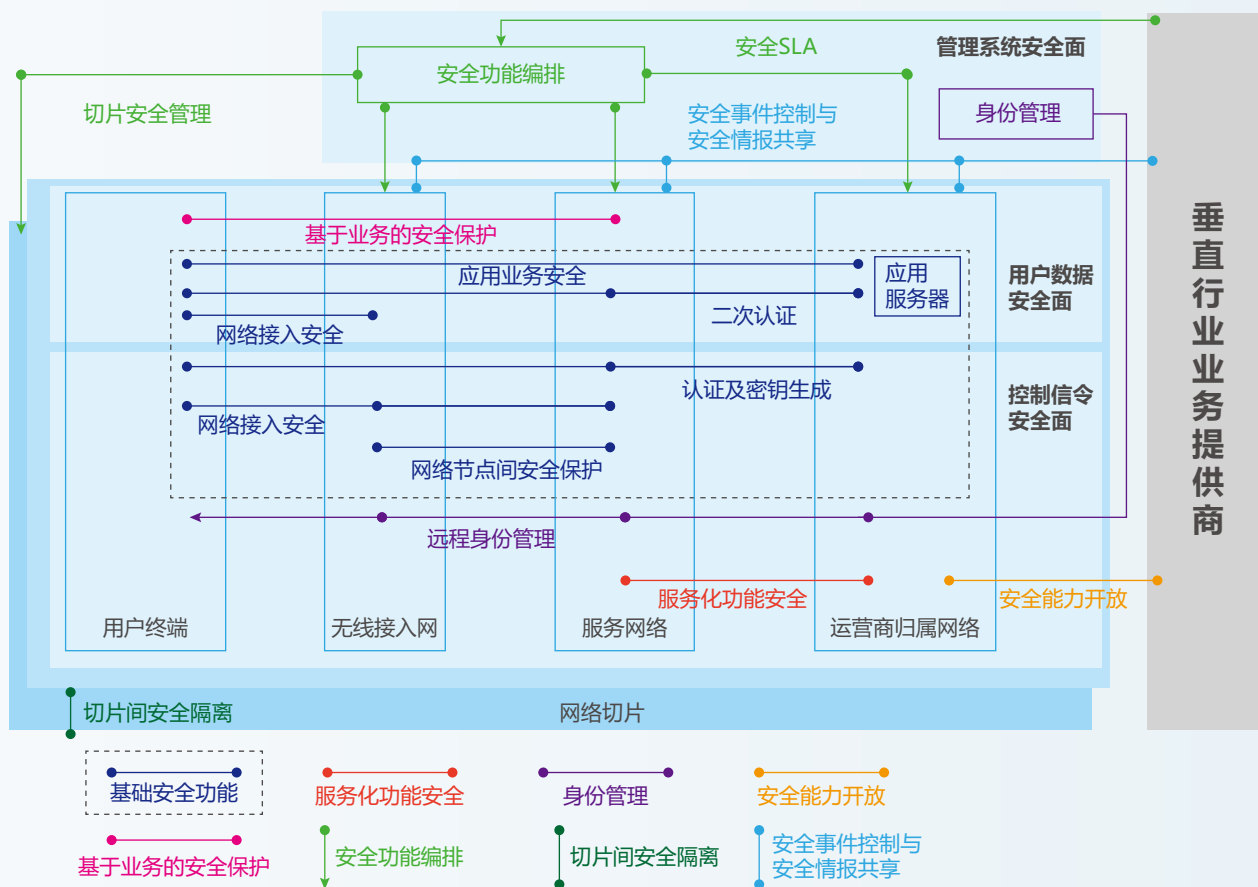 安全SLA
管理系统安全面
安全功能编排
切片安全管理
安全事件控制与
安全情报共享
身份管理
基于业务的安全保护
应用业务安全
应用
服务器
用户数据
安全面
二次认证
网络接入安全
认证及密钥生成
控制信令
安全面
网络接入安全
网络节点间安全保护
远程身份管理
服务化功能安全
安全能力开放
用户终端
无线接入网
服务网络
运营商归属网络
垂直行业业务提供商
切片间安全隔离
网络切片
基础安全功能
服务化功能安全
身份管理
安全能力开放
基于业务的安全保护
安全功能编排
切片间安全隔离
安全事件控制与
安全情报共享